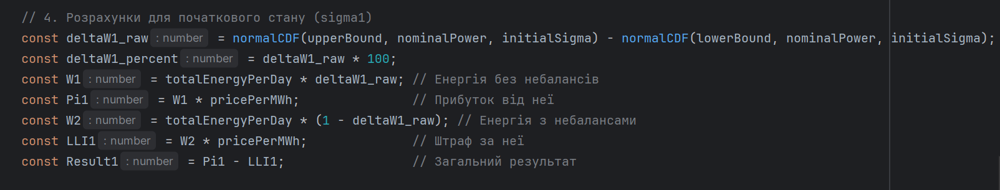 // 4. Розрахунки для початкового стану (sigma1)
const deltaW1_raw : number = normalCDF(upperBound, nominalPower, initialSigma) - normalCDF(lowerBound, nominalPower, initialSigma);
const deltaW1_percent : number = deltaW1_raw * 100;
const W1 : number = totalEnergyPerDay * deltaW1_raw; // Енергія без небалансів
const Pi1 : number = W1 * pricePerMWh; // Прибуток від неї
const W2 : number = totalEnergyPerDay * (1 - deltaW1_raw); // Енергія з небалансами
const LLI1 : number = W2 * pricePerMWh; // Штраф за неї
const Result1 : number = Pi1 - LLI1; // Загальний результат